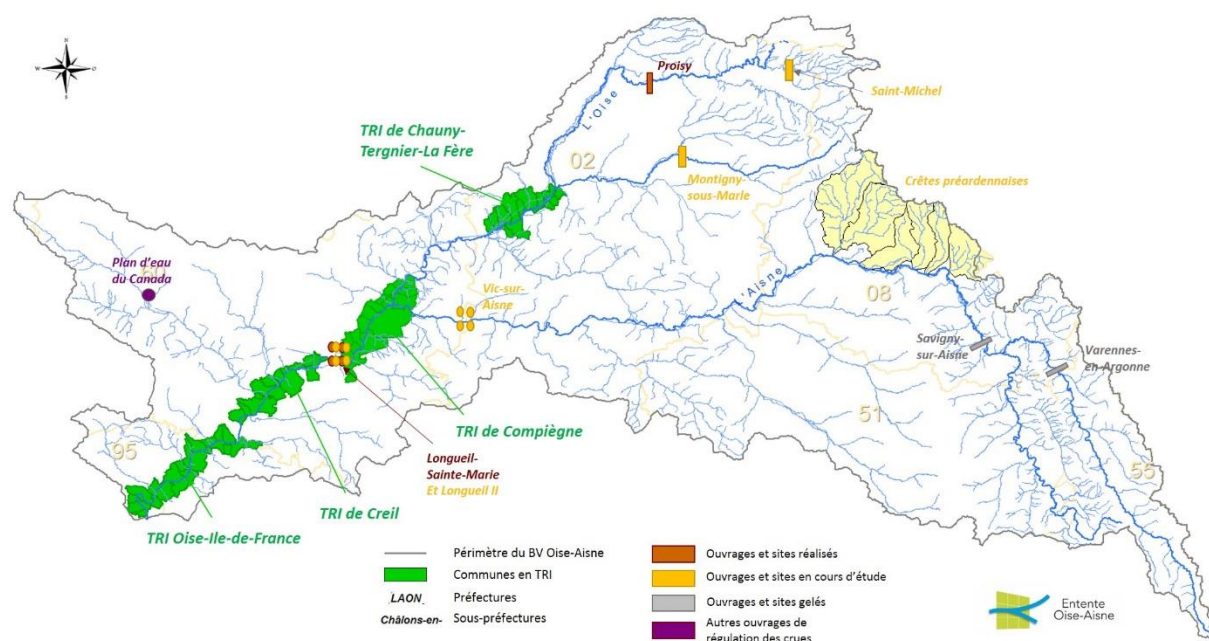 Proisy
Saint-Michel
L'Oise
TRI de Chauny-
Tergnier-La Fère
02
Montigny
sous-Marle
Crêtes préardennaises
Plan d'eau
du Canada
60
Vic-sur-
Aisne
l'Aisne
08
Savigny-
sur-Aisne
Varennes-
en-Argonne
51
55
95
TRI de Compiègne
Longueil-
Sainte-Marie
Et Longueil II
TRI de Creil
TRI Oise-Ile-de-France
Périmètre du BV Oise-Aisne
Communes en TRI
LAON
Préfectures
Châlons-en-
Sous-préfectures
Ouvrages et sites réalisés
Ouvrages et sites en cours d'étude
Ouvrages et sites gelés
Autres ouvrages de
régulation des crues
Entente
Oise-Aisne
N
S